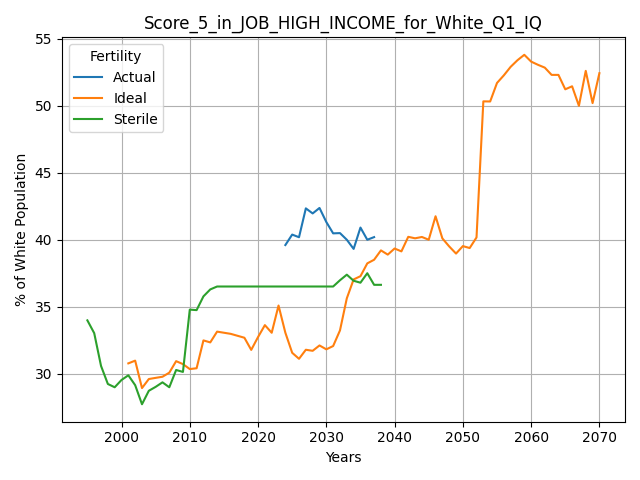 Score_5_in_JOB_HIGH_INCOME_for_White_Q1_IQ
% of White Population
55
50
45
40
35
30
Fertility
Actual
Ideal
Sterile
2000 2010 2020 2030 2040 2050 2060 2070
Years